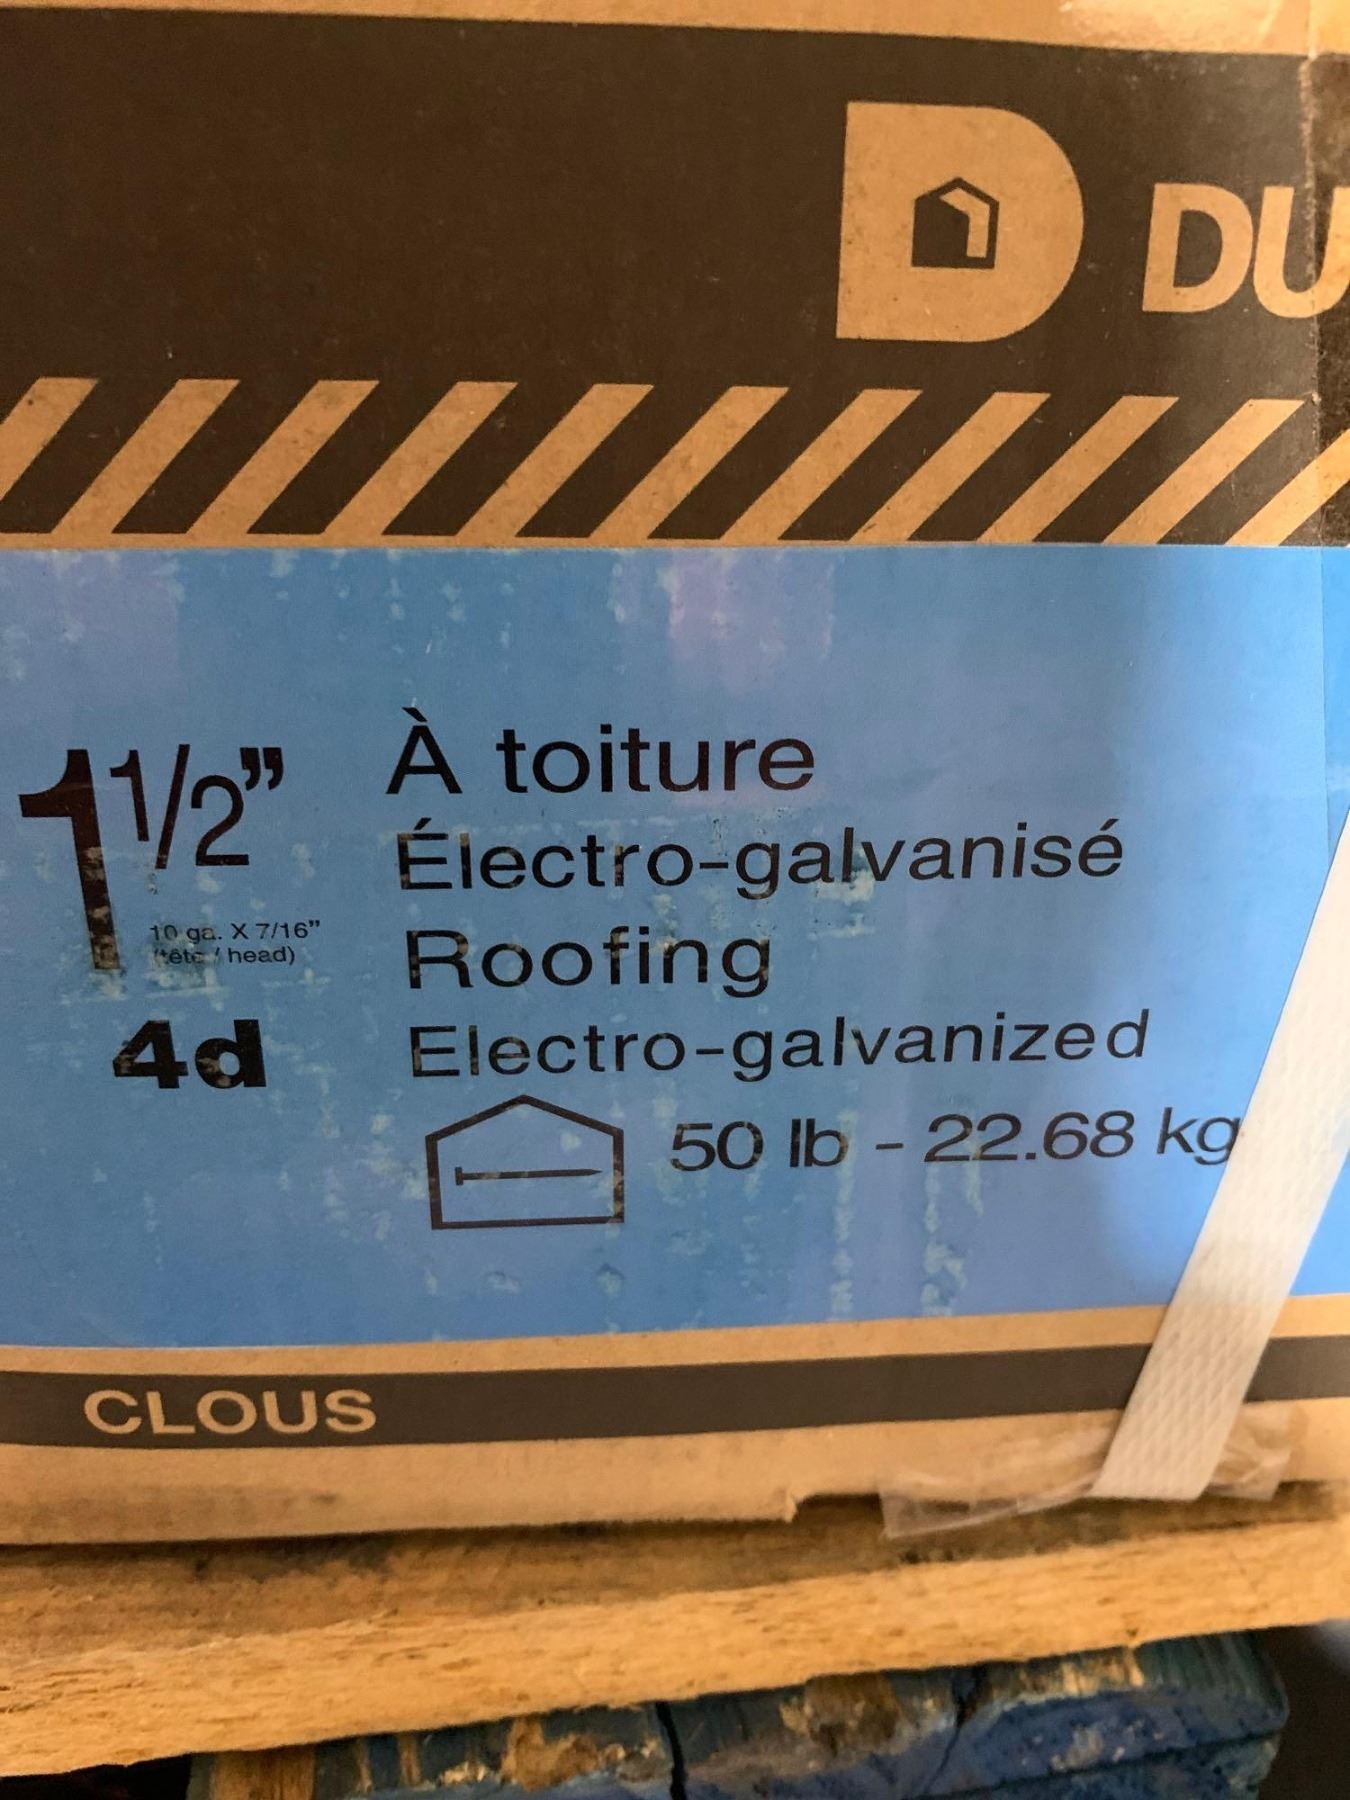 DU
1 1/2”
10 ga. X 7/16”
(tête / head)
4d
À toiture
Électro-galvanisé
Roofing
Electro-galvanized
50 lb - 22.68 kg
CLOUS